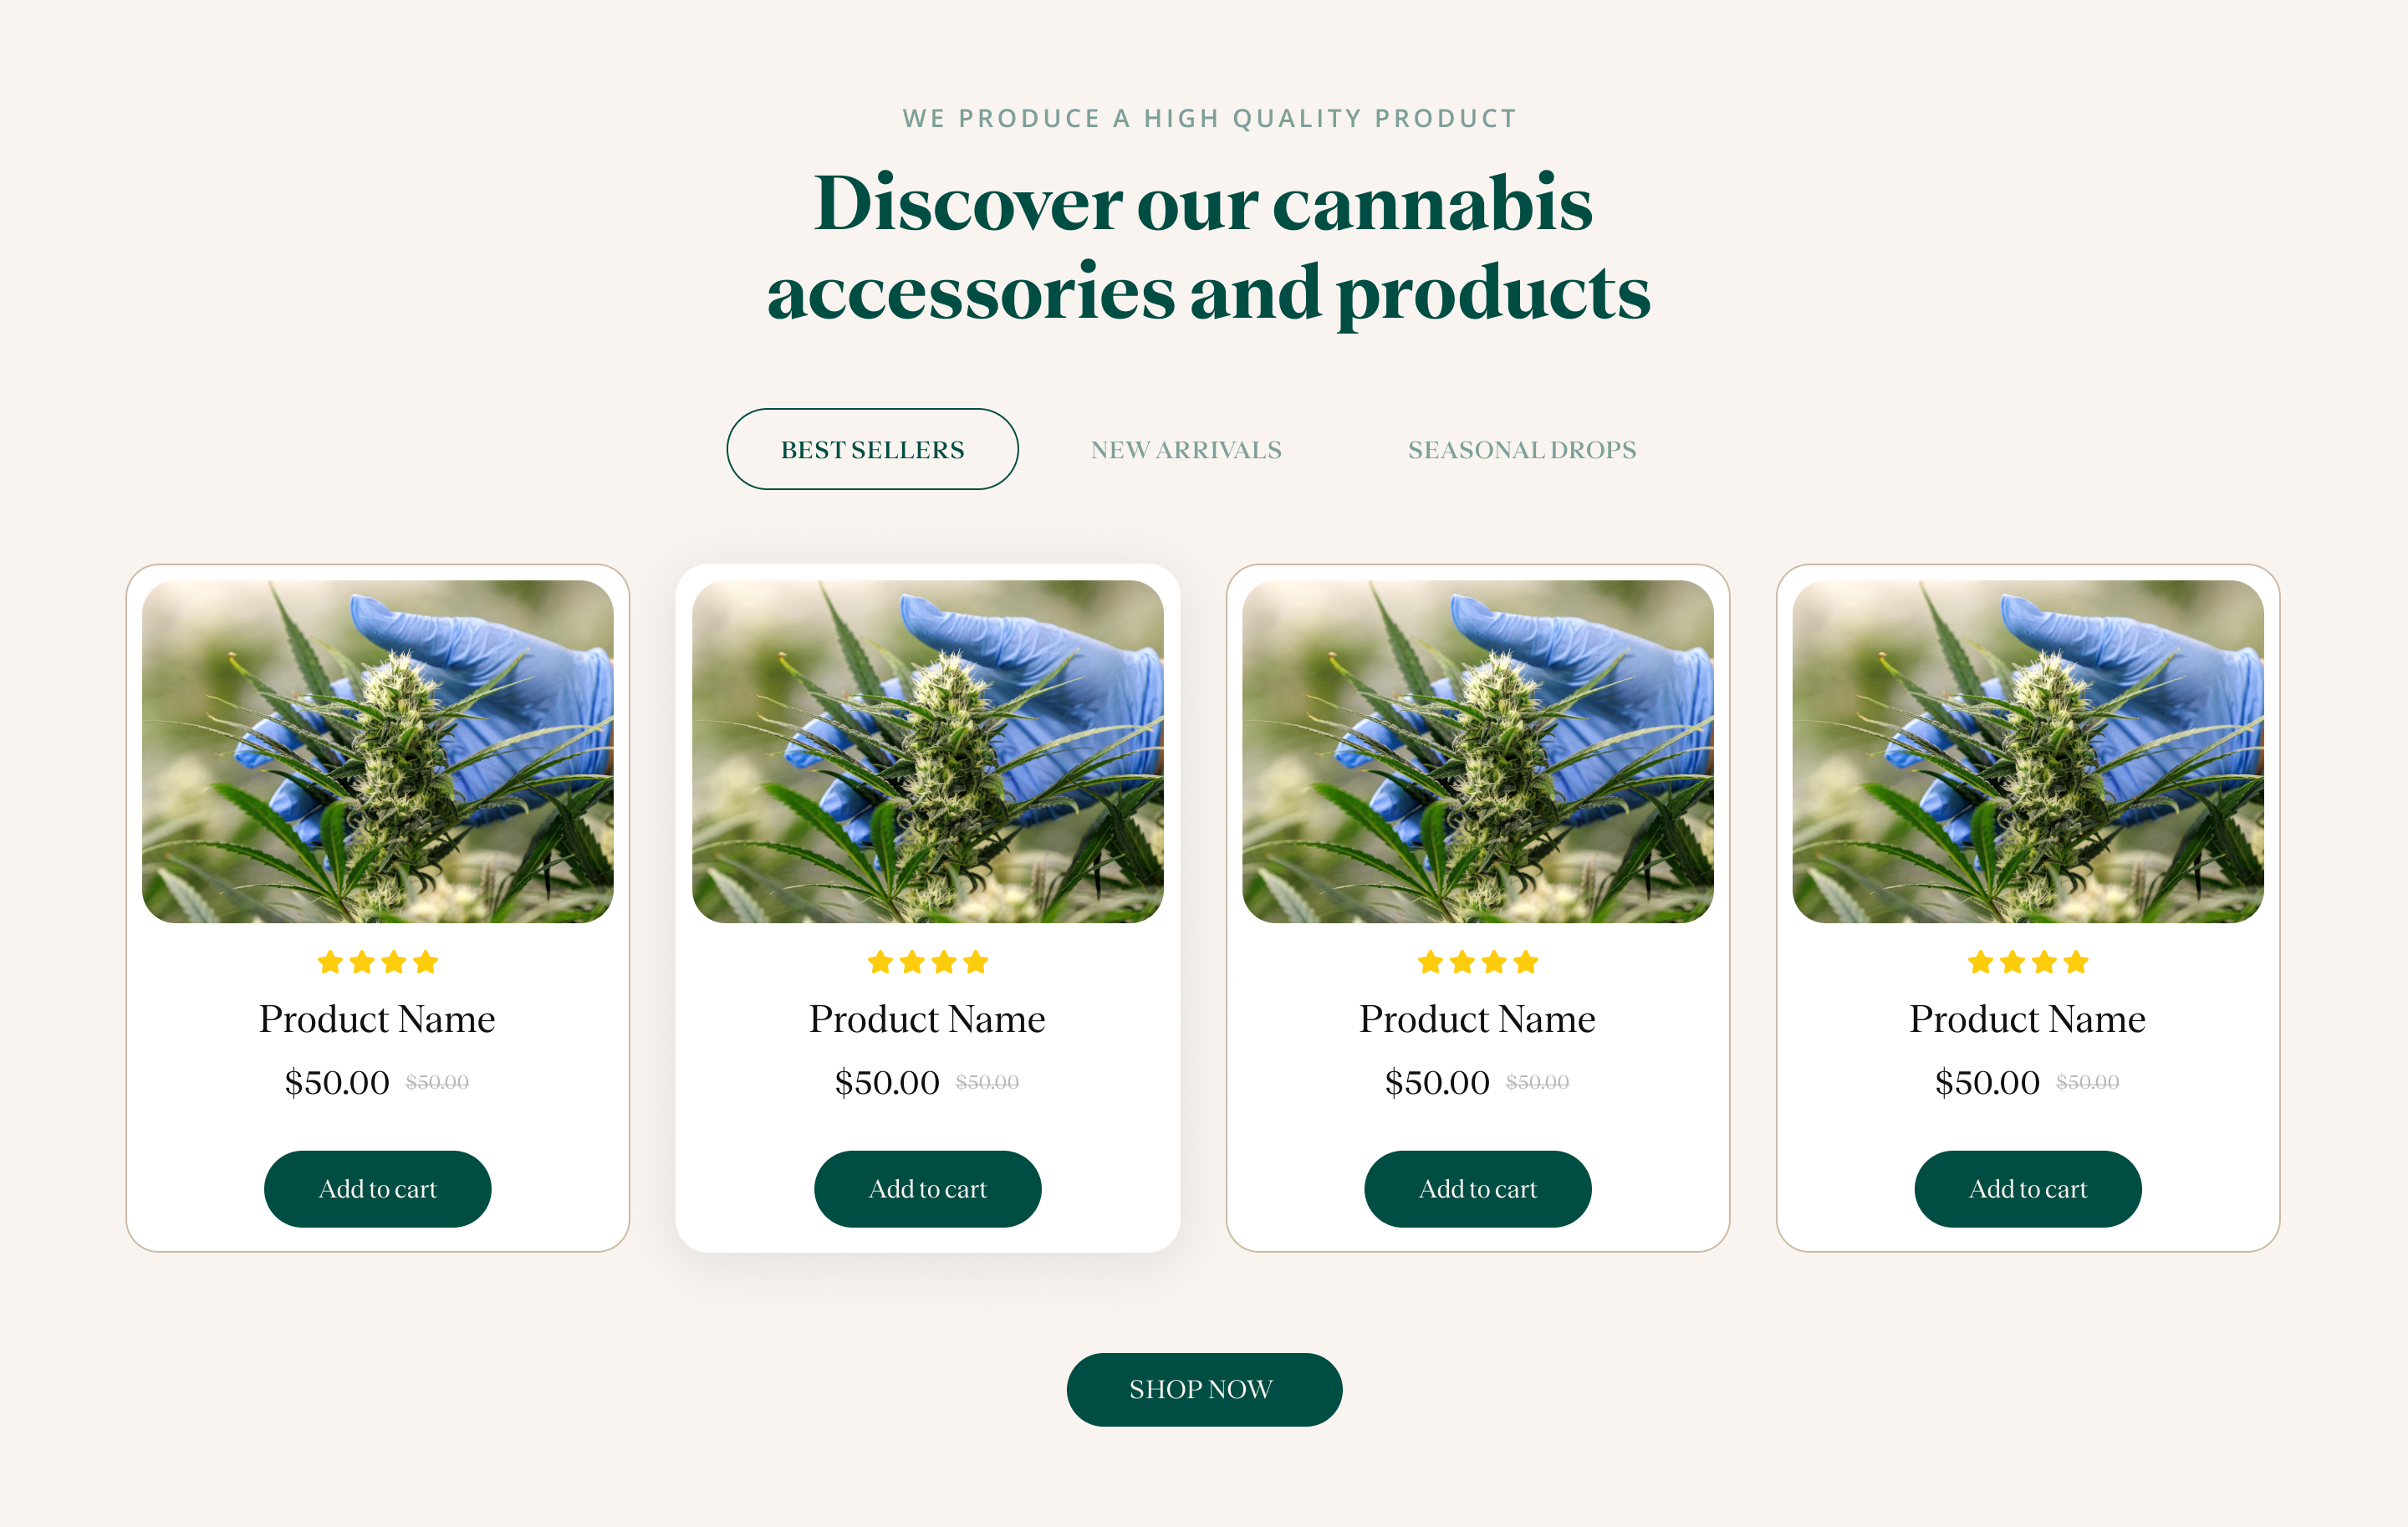 WE PRODUCE A HIGH QUALITY PRODUCT
Discover our cannabis
accessories and products
BEST SELLERS
NEW ARRIVALS
SEASONAL DROPS
Product Name
$50.00 $50.00
Add to cart
Product Name
$50.00 $50.00
Add to cart
Product Name
$50.00 $50.00
Add to cart
Product Name
$50.00 $50.00
Add to cart
SHOP NOW